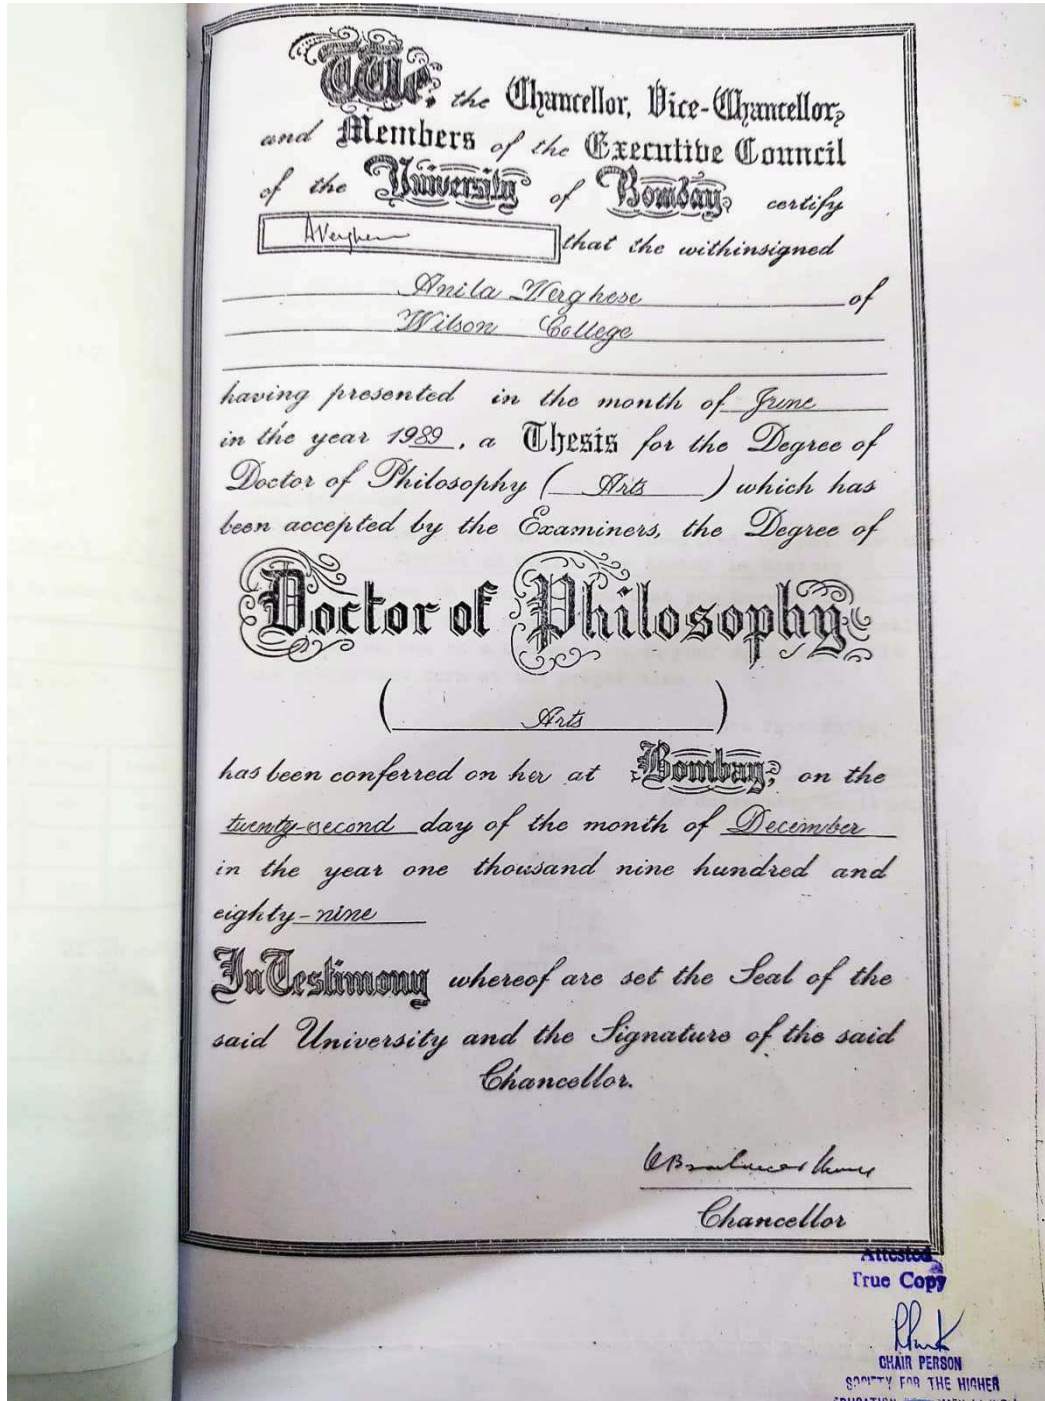 We, the Chancellor, Vice-Chancellor,
and Members of the Executive Council
of the University of Bombay, certify
AVerghese
that the withinsigned
Anila Verghese of
Wilson College
having presented in the month of June
in the year 1989, a Thesis for the Degree of
Doctor of Philosophy ( Arts ) which has
been accepted by the Examiners, the Degree of
Doctor of Philosophy
( Arts )
has been conferred on her at Bombay, on the
twenty-second day of the month of December
in the year one thousand nine hundred and
eighty-nine
In Testimony whereof are set the Seal of the
said University and the Signature of the said
Chancellor.
Chancellor
Attested
True Copy
CHAIR PERSON
SOCIETY FOR THE HIGHER